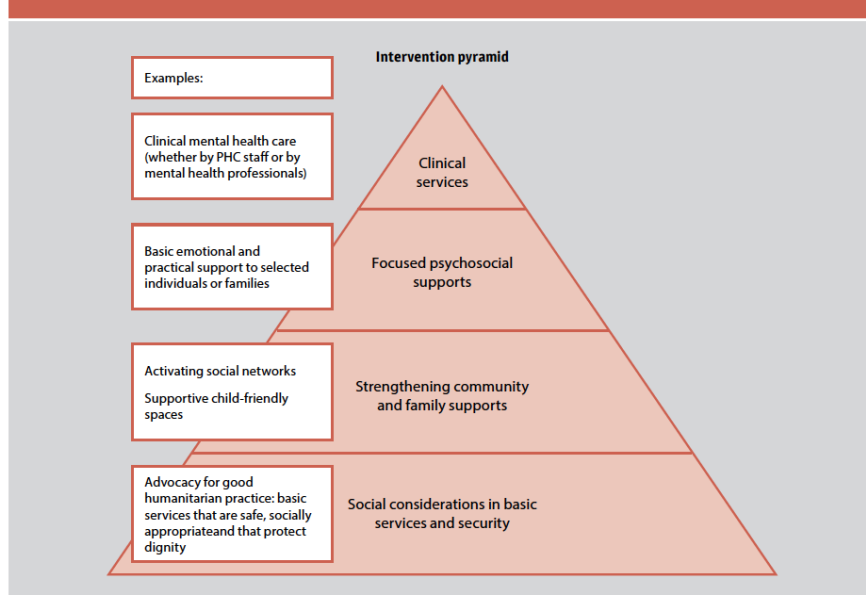 Intervention pyramid
Examples:
Clinical mental health care
(whether by PHC staff or by
mental health professionals)
Clinical
services
Basic emotional and
practical support to selected
individuals or families
Focused psychosocial
supports
Activating social networks
Supportive child-friendly
spaces
Strengthening community
and family supports
Advocacy for good
humanitarian practice: basic
services that are safe, socially
appropriateand that protect
dignity
Social considerations in basic
services and security